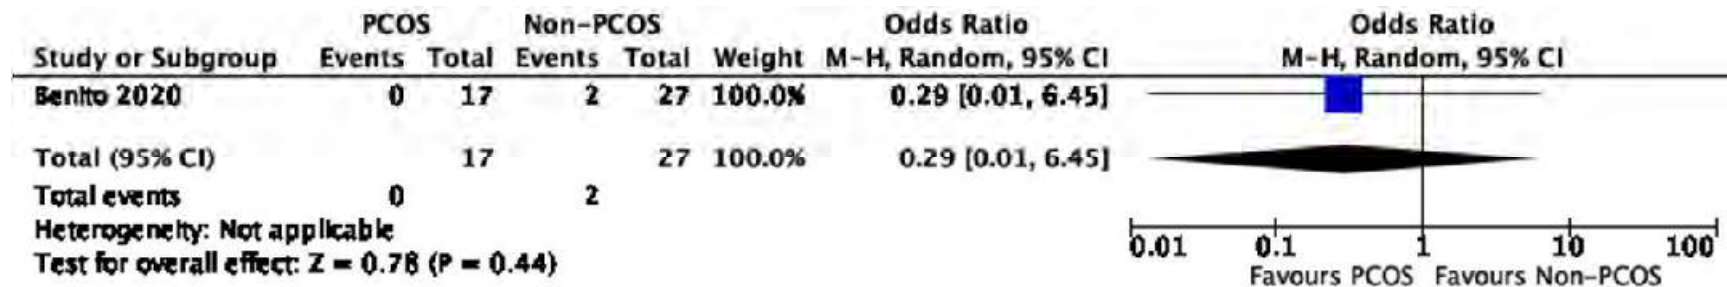 PCOS Non-PCOS Odds Ratio Odds Ratio
Study or Subgroup Events Total Events Total Weight M-H, Random, 95% CI M-H, Random, 95% CI
Benito 2020 0 17 2 27 100.0% 0.29 [0.01, 6.45]
Total (95% CI) 17 27 100.0% 0.29 [0.01, 6.45]
Total events 0 2
Heterogeneity: Not applicable
Test for overall effect: Z = 0.78 (P = 0.44)
0.01 0.1 1 10 100
Favours PCOS Favours Non-PCOS